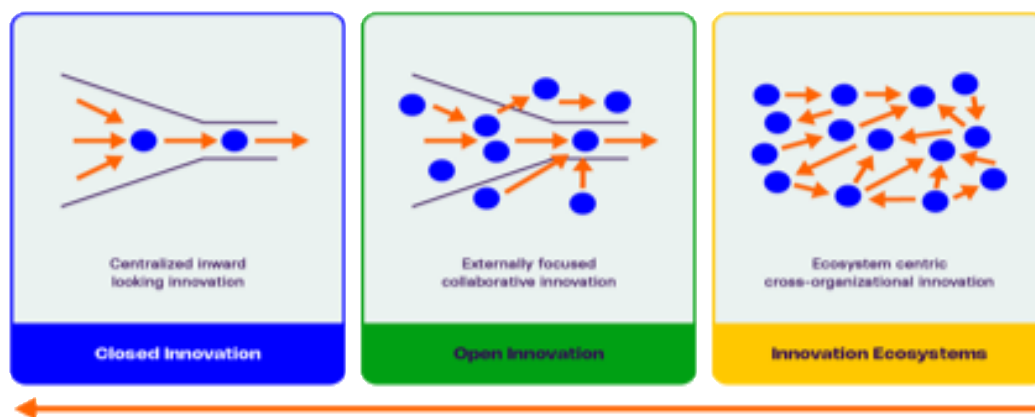 Centralized inward
looking innovation
Closed Innovation
Externally focused
collaborative innovation
Open Innovation
Ecosystem centric
cross-organizational innovation
Innovation Ecosystems